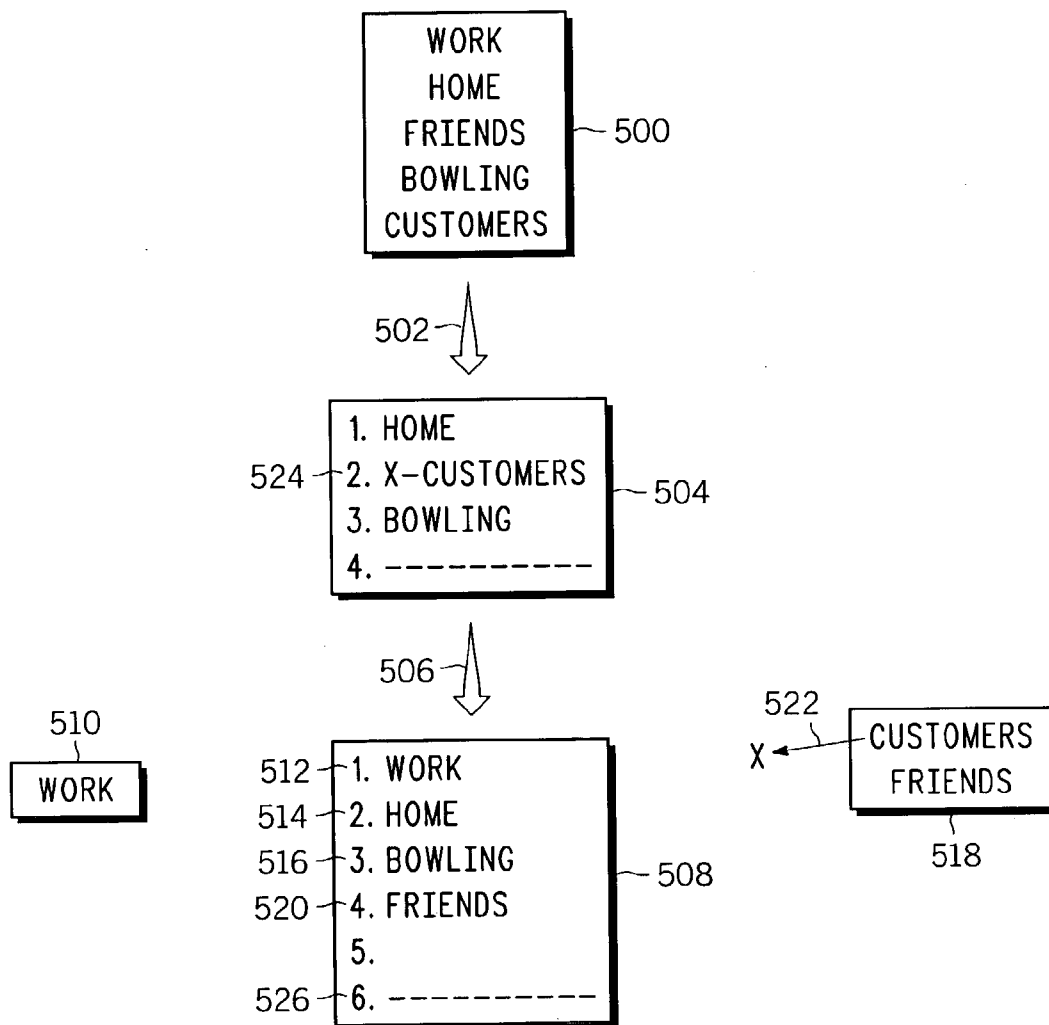 WORK
HOME
FRIENDS
BOWLING
CUSTOMERS
500
502
1. HOME
524 2. X-CUSTOMERS
504
3. BOWLING
4. ----------
506
510
WORK
512 1. WORK
514 2. HOME
516 3. BOWLING
508
520 4. FRIENDS
5.
526 6. ----------
522
X
CUSTOMERS
FRIENDS
518